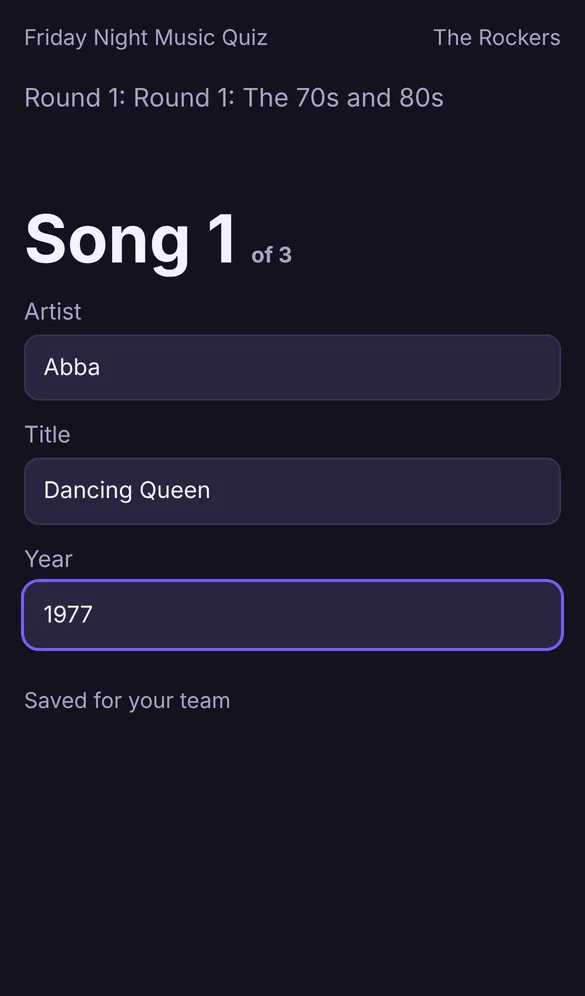 Friday Night Music Quiz The Rockers
Round 1: Round 1: The 70s and 80s
Song 1 of 3
Artist
Abba
Title
Dancing Queen
Year
1977
Saved for your team